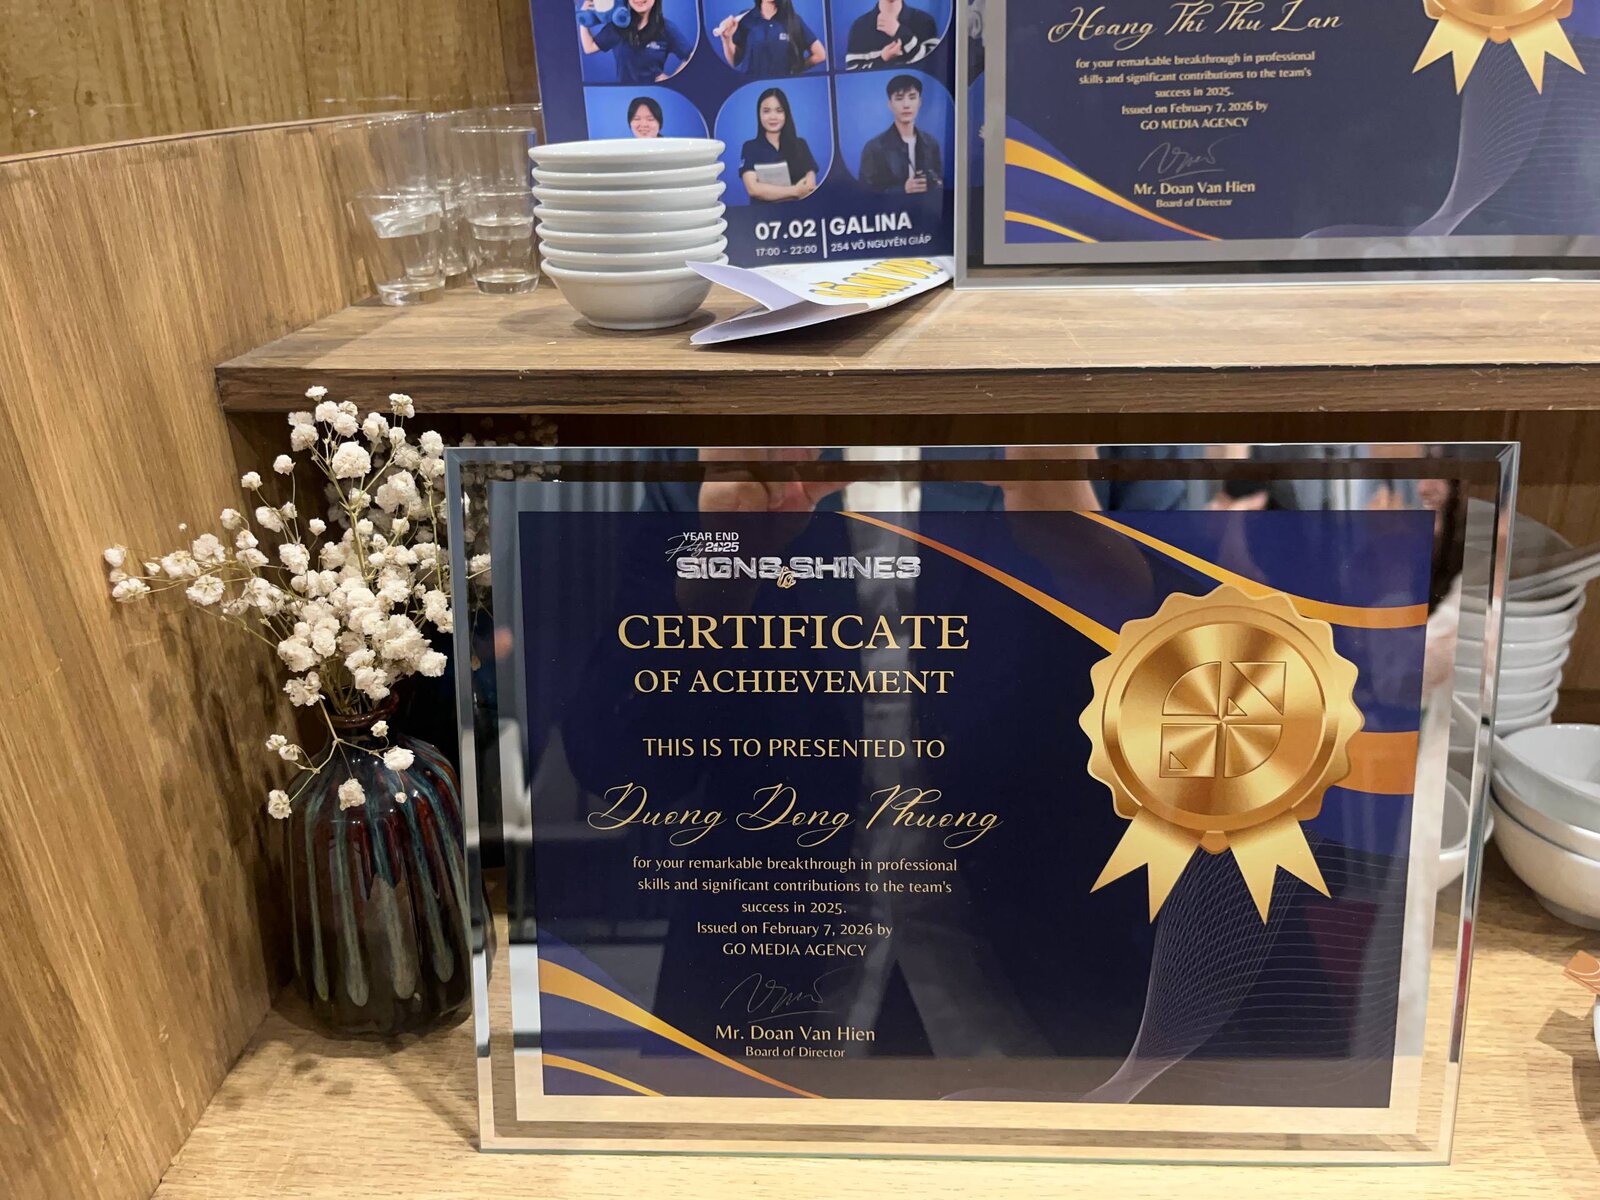 07.02
17:00 - 22:00
GALINA
254 VÕ NGUYÊN GIÁP
Hoang Thi Thu Lan
for your remarkable breakthrough in professional
skills and significant contributions to the team's
success in 2025.
Issued on February 7, 2026 by
GO MEDIA AGENCY
Mr. Doan Van Hien
Board of Director
YEAR END
Party 2025
SIGNS to SHINES
CERTIFICATE
OF ACHIEVEMENT
THIS IS TO PRESENTED TO
Duong Dong Phuong
for your remarkable breakthrough in professional
skills and significant contributions to the team's
success in 2025.
Issued on February 7, 2026 by
GO MEDIA AGENCY
Mr. Doan Van Hien
Board of Director